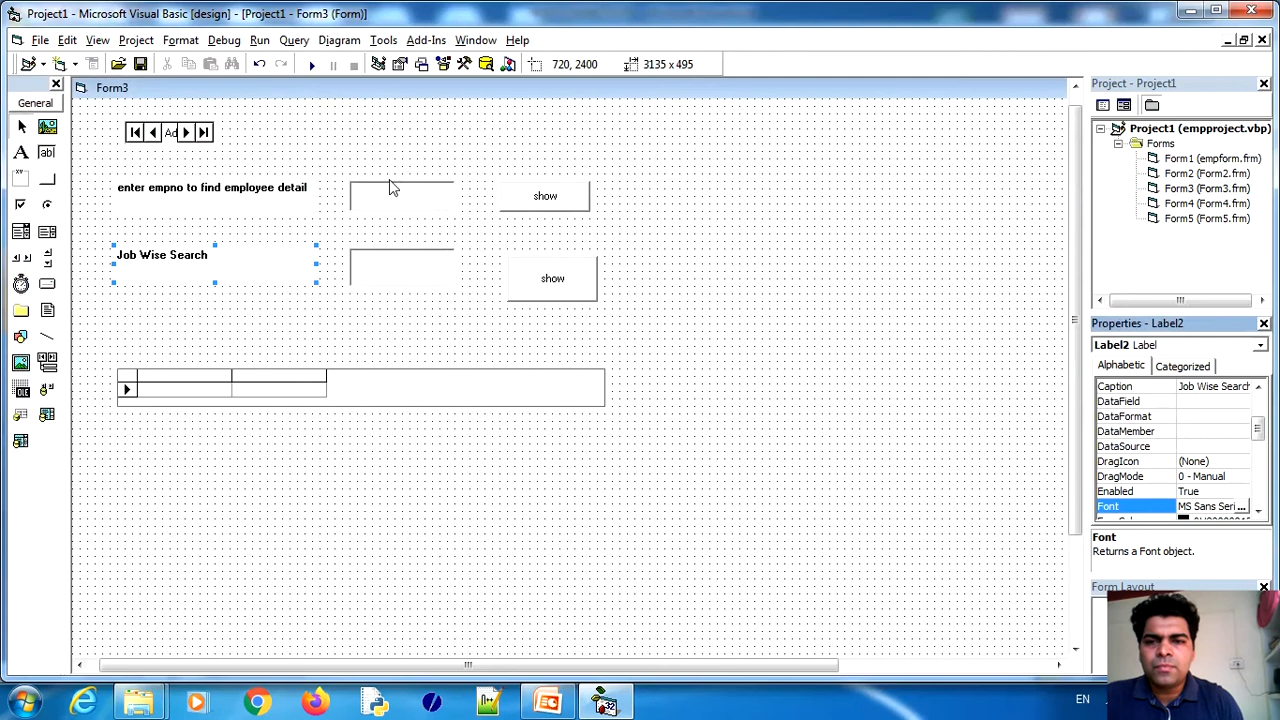 Project1 - Microsoft Visual Basic [design] - [Project1 - Form3 (Form)]
File Edit View Project Format Debug Run Query Diagram Tools Add-Ins Window Help
720, 2400 3135 x 495
General
Form3
Ad
enter empno to find employee detail
show
Job Wise Search
show
Project - Project1
Project1 (empproject.vbp)
Forms
Form1 (empform.frm)
Form2 (Form2.frm)
Form3 (Form3.frm)
Form4 (Form4.frm)
Form5 (Form5.frm)
Properties - Label2
Label2 Label
Alphabetic Categorized
Caption Job Wise Search
DataField
DataFormat
DataMember
DataSource
DragIcon (None)
DragMode 0 - Manual
Enabled True
Font MS Sans Seri ...
Font
Returns a Font object.
Form Layout
EN